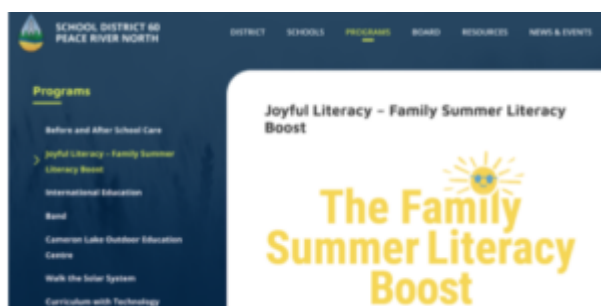 SCHOOL DISTRICT 60
PEACE RIVER NORTH
DISTRICT SCHOOLS PROGRAMS BOARD RESOURCES NEWS & EVENTS
Programs
Before and After School Care
Joyful Literacy – Family Summer
Literacy Boost
International Education
Band
Cameron Lake Outdoor Education
Centre
Walk the Solar System
Curriculum with Technology
Joyful Literacy – Family Summer Literacy
Boost
The Family
Summer Literacy
Boost